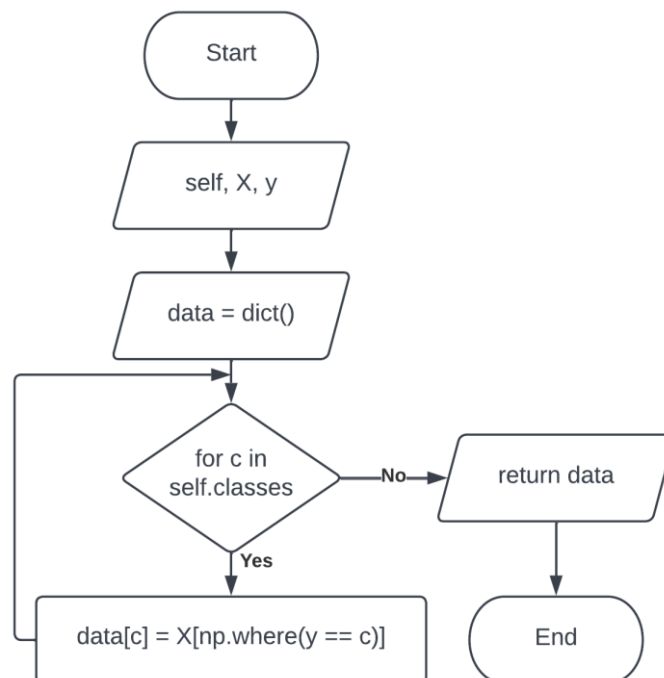 Start
self, X, y
data = dict()
for c in
self.classes
No
return data
Yes
data[c] = X[np.where(y == c)]
End